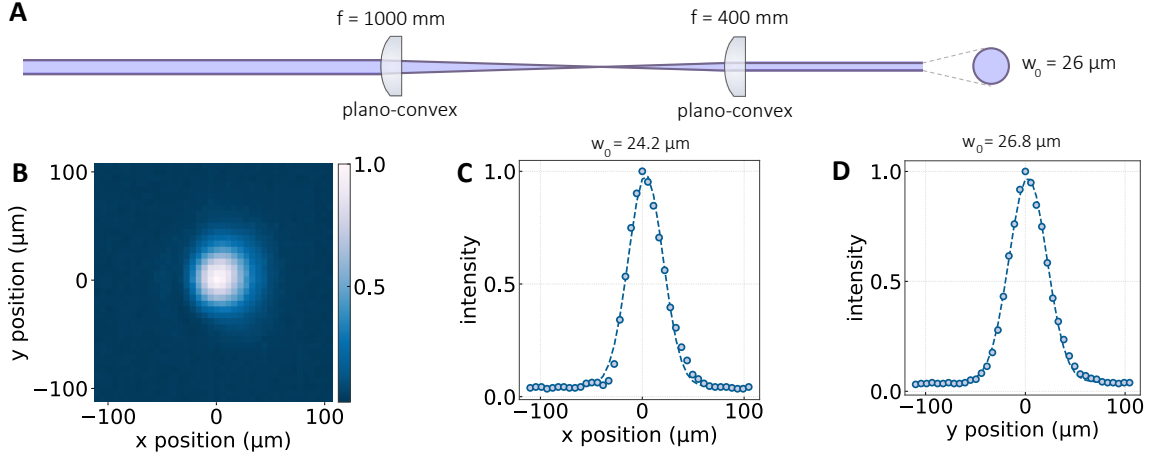 A
f = 1000 mm
f = 400 mm
w0 = 26 μm
plano-convex
plano-convex
B
100
0
−100
y position (μm)
−100
0
100
x position (μm)
1.0
0.5
C
w0 = 24.2 μm
1.0
0.5
0.0
intensity
−100
0
100
x position (μm)
D
w0 = 26.8 μm
1.0
0.5
0.0
intensity
−100
0
100
y position (μm)